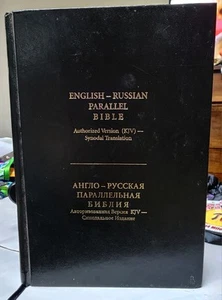 ENGLISH – RUSSIAN
PARALLEL
BIBLE
Authorized Version (KJV) —
Synodal Translation
АНГЛО – РУССКАЯ
ПАРАЛЛЕЛЬНАЯ
БИБЛИЯ
Авторизованная Версия KJV —
Синодальное Издание